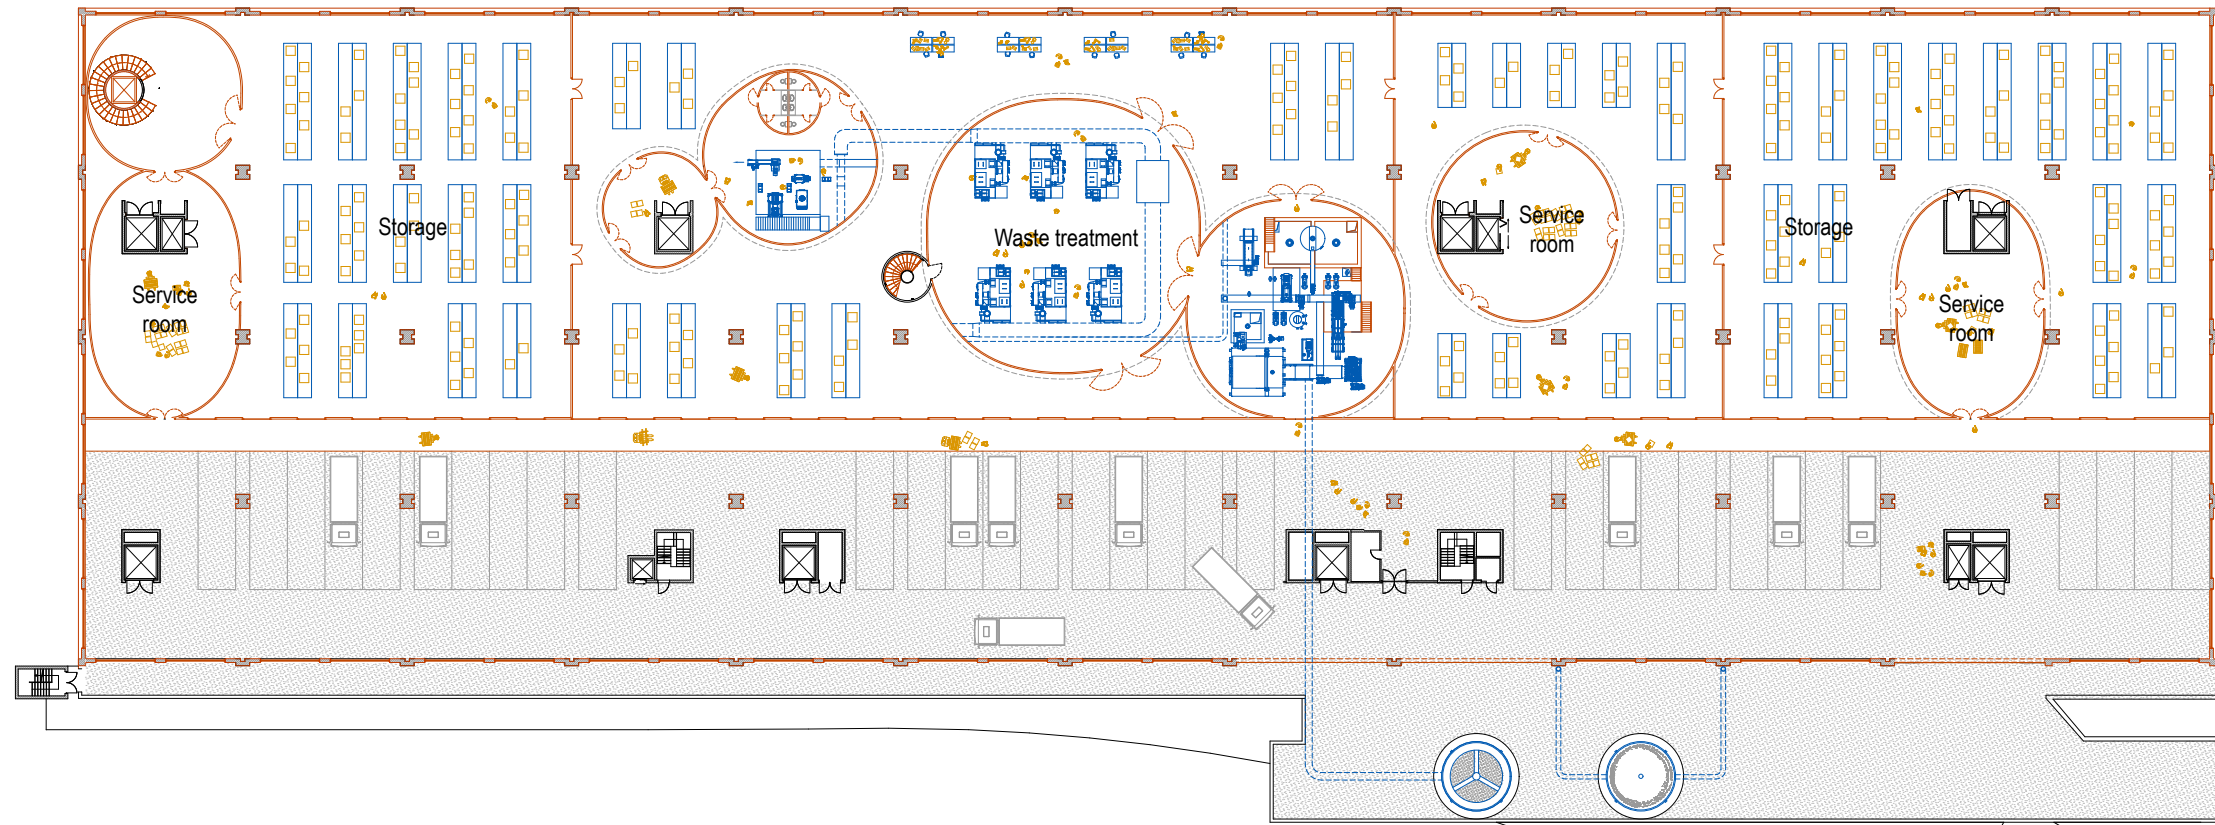 Storage
Service
room
Waste treatment
Service
room
Storage
Service
room